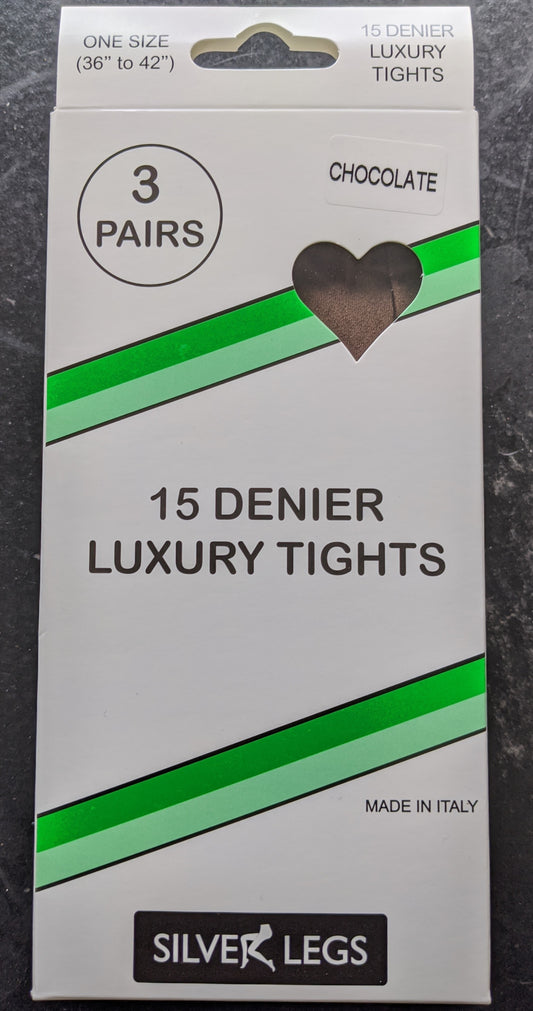 ONE SIZE
(36” to 42”)
15 DENIER
LUXURY
TIGHTS
3
PAIRS
CHOCOLATE
15 DENIER
LUXURY TIGHTS
MADE IN ITALY
SILVER LEGS